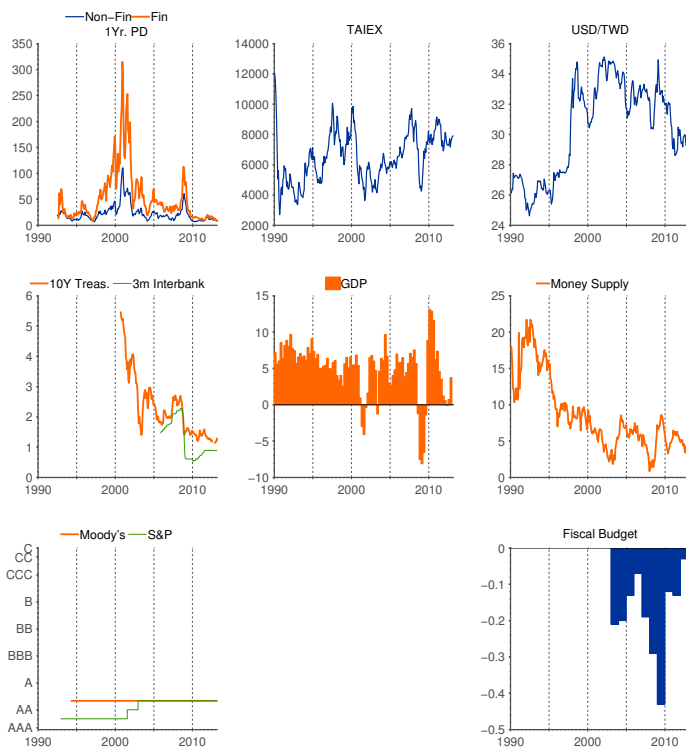 Non−Fin Fin
1Yr. PD
350
300
250
200
150
100
50
0
1990 2000 2010
TAIEX
14000
12000
10000
8000
6000
4000
2000
1990 2000 2010
USD/TWD
36
34
32
30
28
26
24
1990 2000 2010
10Y Treas. 3m Interbank
6
5
4
3
2
1
0
1990 2000 2010
GDP
15
10
5
0
−5
−10
1990 2000 2010
Money Supply
25
20
15
10
5
0
1990 2000 2010
Moody's S&P
C
CC
CCC
B
BB
BBB
A
AA
AAA
1990 2000 2010
Fiscal Budget
0
−0.1
−0.2
−0.3
−0.4
−0.5
1990 2000 2010